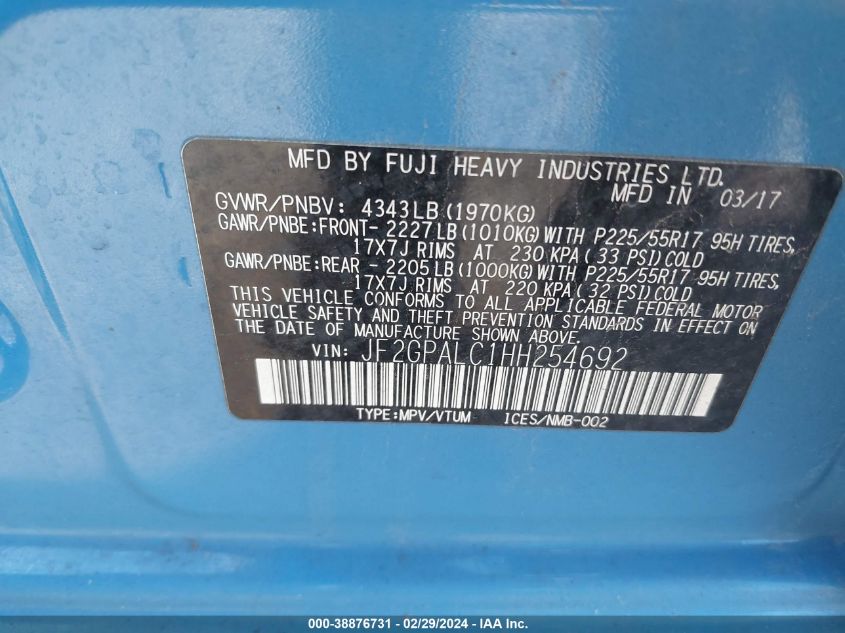 MFD BY FUJI HEAVY INDUSTRIES LTD.
MFD IN 03/17
GVWR/PNBV: 4343LB(1970KG)
GAWR/PNBE:FRONT- 2227LB(1010KG)WITH P225/55R17 95H TIRES,
17X7J RIMS AT 230 KPA(33 PSI)COLD
GAWR/PNBE:REAR - 2205LB(1000KG)WITH P225/55R17 95H TIRES,
17X7J RIMS AT 220 KPA(32 PSI)COLD
THIS VEHICLE CONFORMS TO ALL APPLICABLE FEDERAL MOTOR
VEHICLE SAFETY AND THEFT PREVENTION STANDARDS IN EFFECT ON
THE DATE OF MANUFACTURE SHOWN ABOVE.
VIN: JF2GPALC1HH254692
TYPE:MPV/VTUM ICES/NMB-002
000-38876731 - 02/29/2024 - IAA Inc.